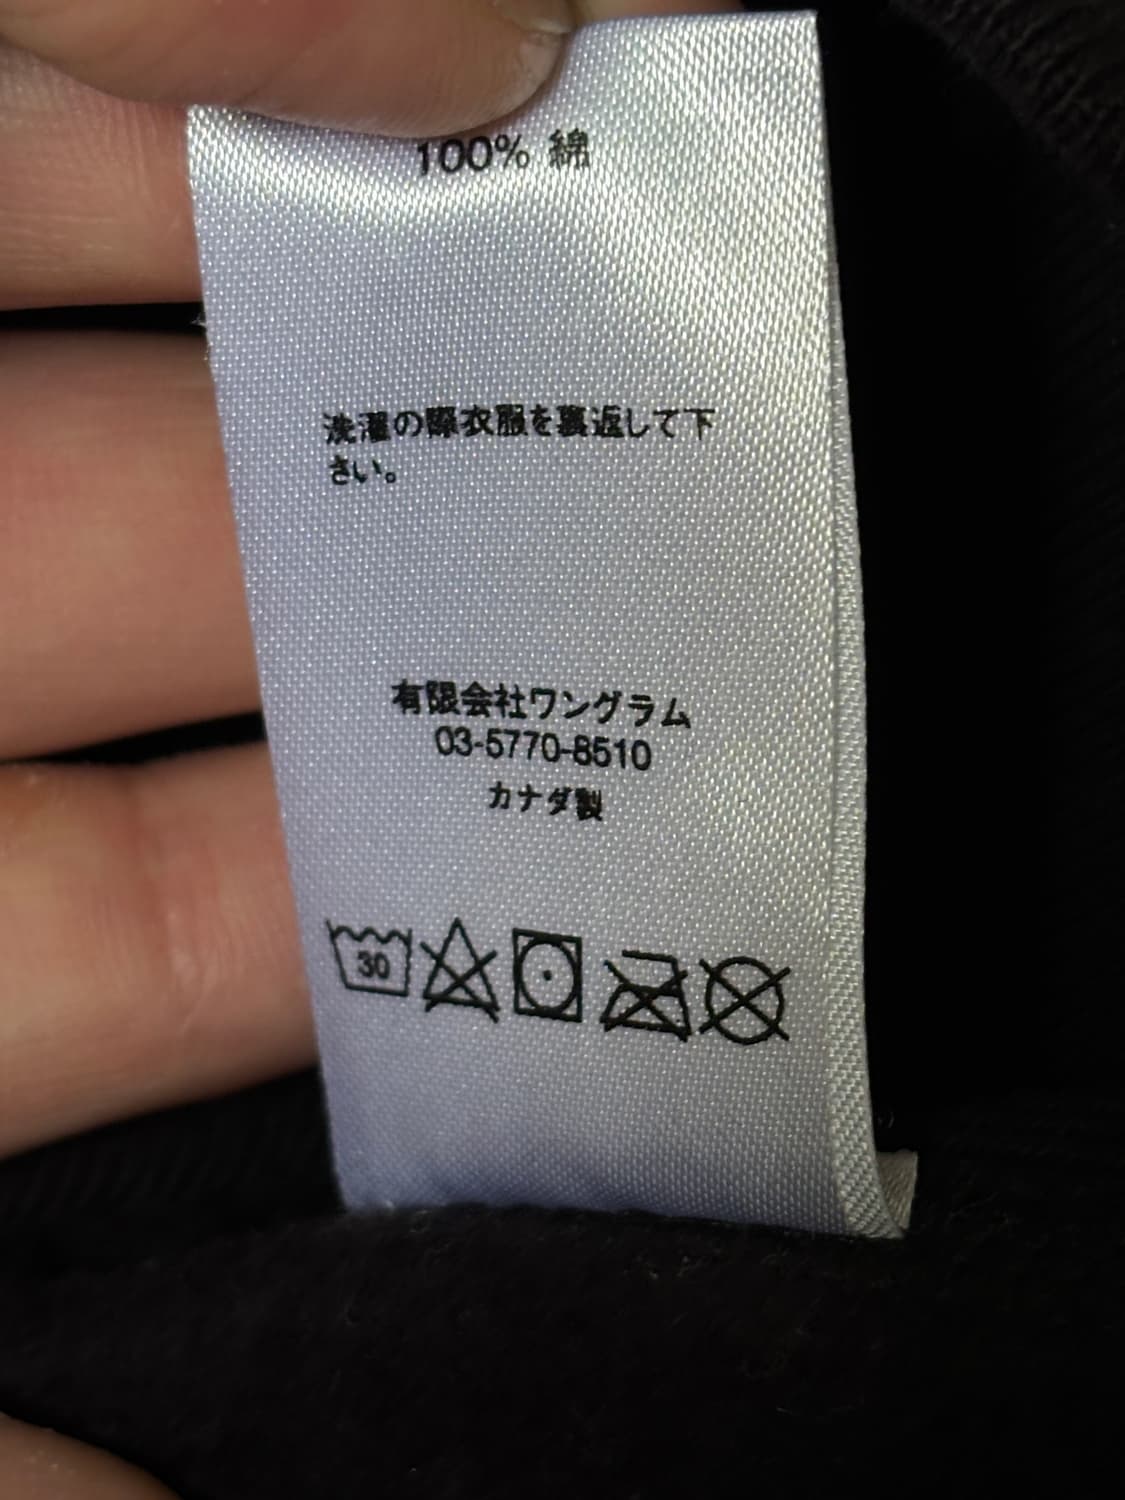 100% 綿
洗濯の際衣服を裏返して下
さい。
有限会社ワングラム
03-5770-8510
カナダ製
30